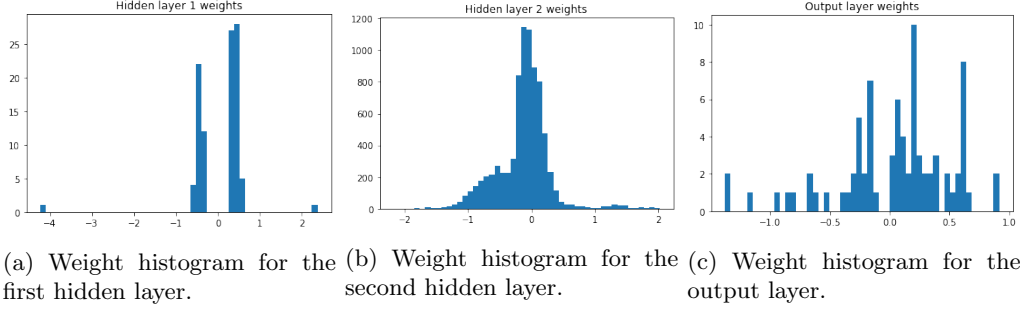 Hidden layer 1 weights
25
20
15
10
5
0
−4 −3 −2 −1 0 1 2
(a) Weight histogram for the
first hidden layer.
Hidden layer 2 weights
1200
1000
800
600
400
200
0
−2 −1 0 1 2
(b) Weight histogram for the
second hidden layer.
Output layer weights
10
8
6
4
2
0
−1.0 −0.5 0.0 0.5 1.0
(c) Weight histogram for the
output layer.